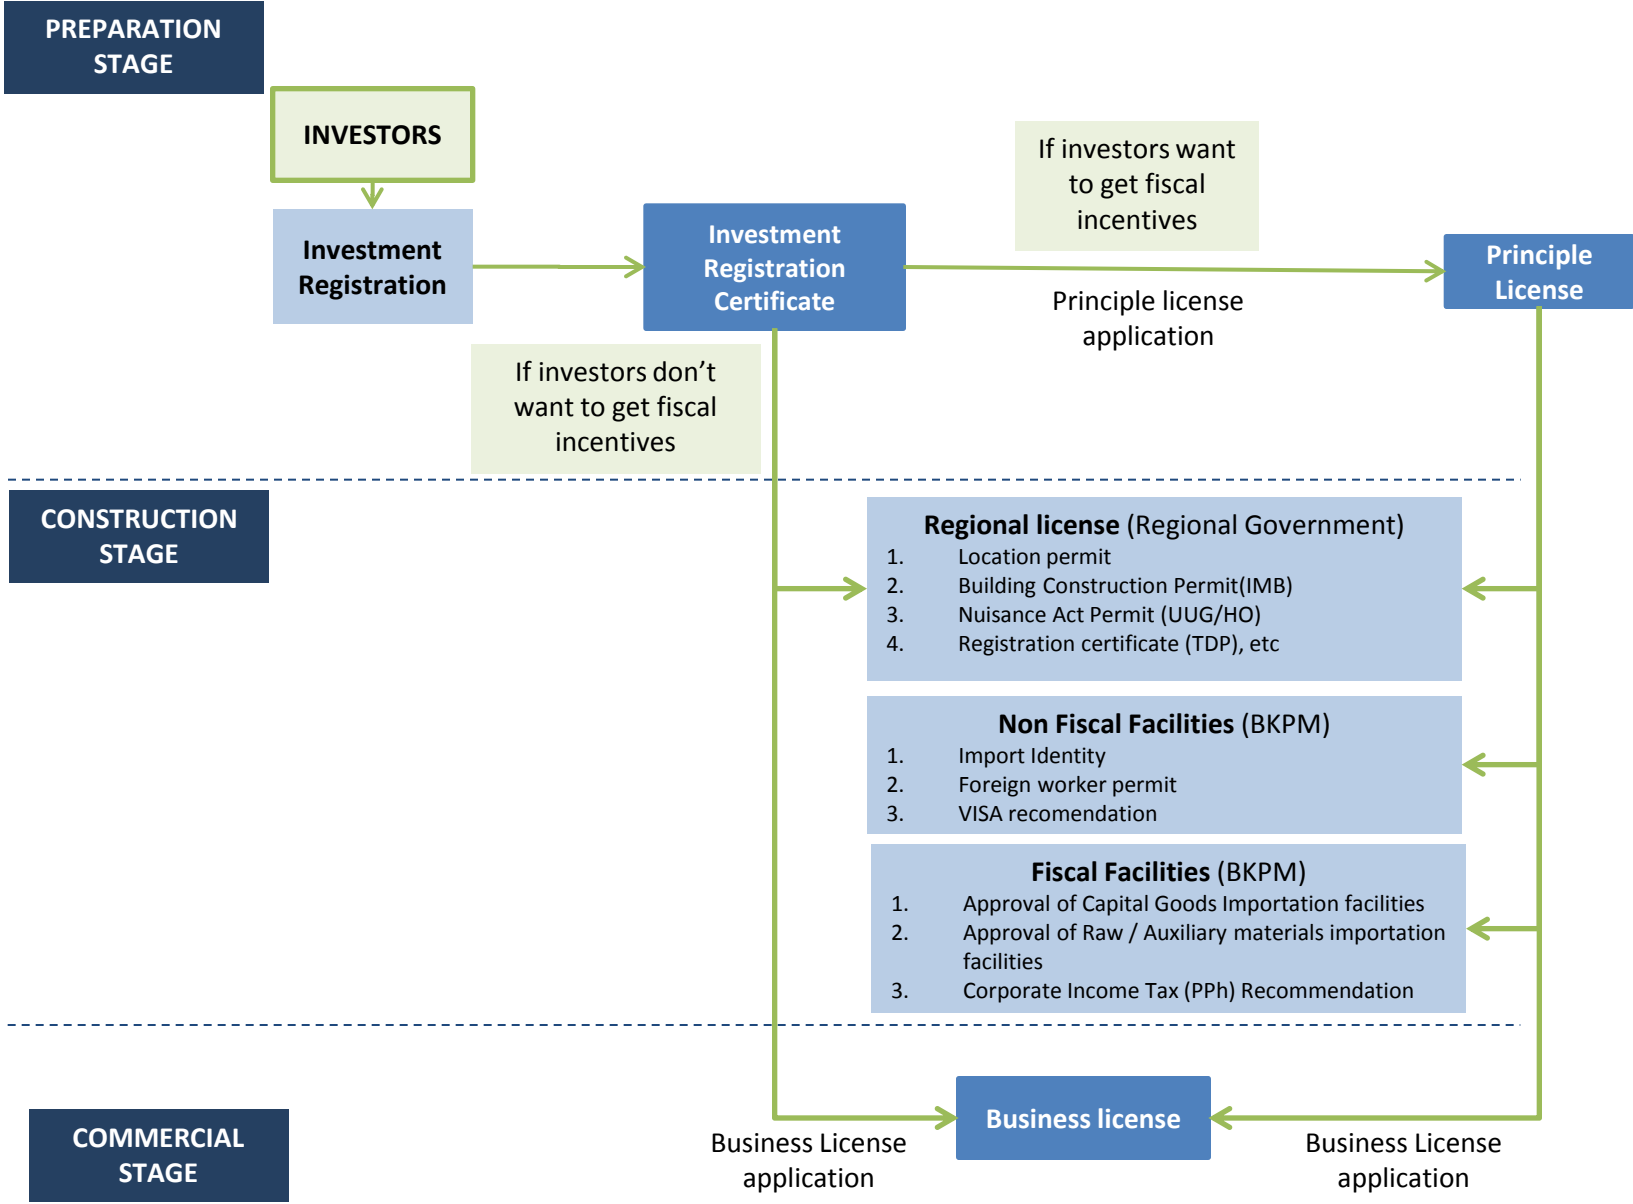 PREPARATION
STAGE
INVESTORS
Investment
Registration
Investment
Registration
Certificate
If investors want
to get fiscal
incentives
Principle license
application
Principle
License
If investors don’t
want to get fiscal
incentives
CONSTRUCTION
STAGE
Regional license (Regional Government)
1. Location permit
2. Building Construction Permit(IMB)
3. Nuisance Act Permit (UUG/HO)
4. Registration certificate (TDP), etc
Non Fiscal Facilities (BKPM)
1. Import Identity
2. Foreign worker permit
3. VISA recomendation
Fiscal Facilities (BKPM)
1. Approval of Capital Goods Importation facilities
2. Approval of Raw / Auxiliary materials importation
facilities
3. Corporate Income Tax (PPh) Recommendation
COMMERCIAL
STAGE
Business License
application
Business license
Business License
application